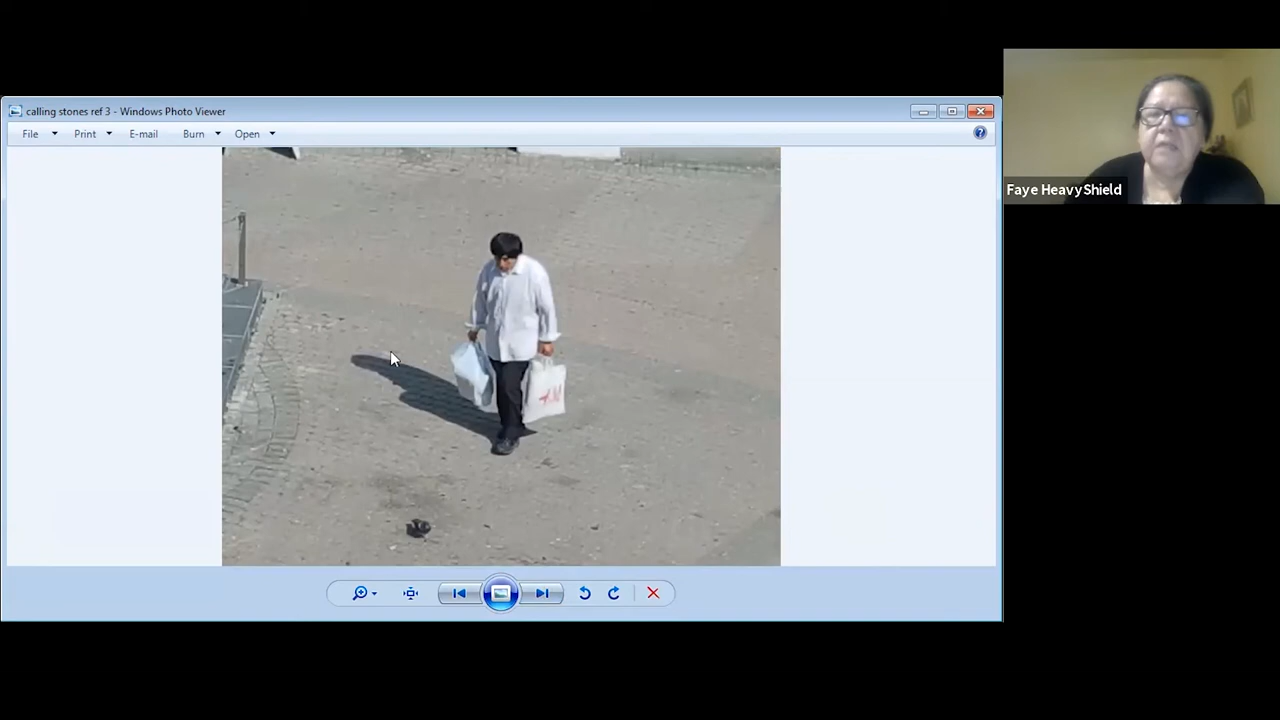 calling stones ref 3 - Windows Photo Viewer
File Print E-mail Burn Open
H&M
Faye HeavyShield